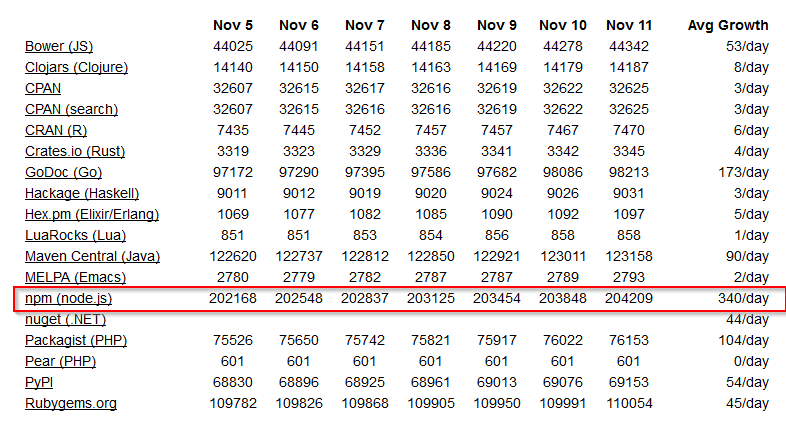 Nov 5 Nov 6 Nov 7 Nov 8 Nov 9 Nov 10 Nov 11 Avg Growth
Bower (JS) 44025 44091 44151 44185 44220 44278 44342 53/day
Clojars (Clojure) 14140 14150 14158 14163 14169 14179 14187 8/day
CPAN 32607 32615 32617 32616 32619 32622 32625 3/day
CPAN (search) 32607 32615 32616 32616 32619 32622 32625 3/day
CRAN (R) 7435 7445 7452 7457 7457 7467 7470 6/day
Crates.io (Rust) 3319 3323 3329 3336 3341 3342 3345 4/day
GoDoc (Go) 97172 97290 97395 97586 97682 98086 98213 173/day
Hackage (Haskell) 9011 9012 9019 9020 9024 9026 9031 3/day
Hex.pm (Elixir/Erlang) 1069 1077 1082 1085 1090 1092 1097 5/day
LuaRocks (Lua) 851 851 853 854 856 858 858 1/day
Maven Central (Java) 122620 122737 122812 122850 122921 123011 123158 90/day
MELPA (Emacs) 2780 2779 2782 2787 2787 2789 2793 2/day
npm (node.js) 202168 202548 202837 203125 203454 203848 204209 340/day
nuget (.NET) 44/day
Packagist (PHP) 75526 75650 75742 75821 75917 76022 76153 104/day
Pear (PHP) 601 601 601 601 601 601 601 0/day
PyPI 68830 68896 68925 68961 69013 69076 69153 54/day
Rubygems.org 109782 109826 109868 109905 109950 109991 110054 45/day